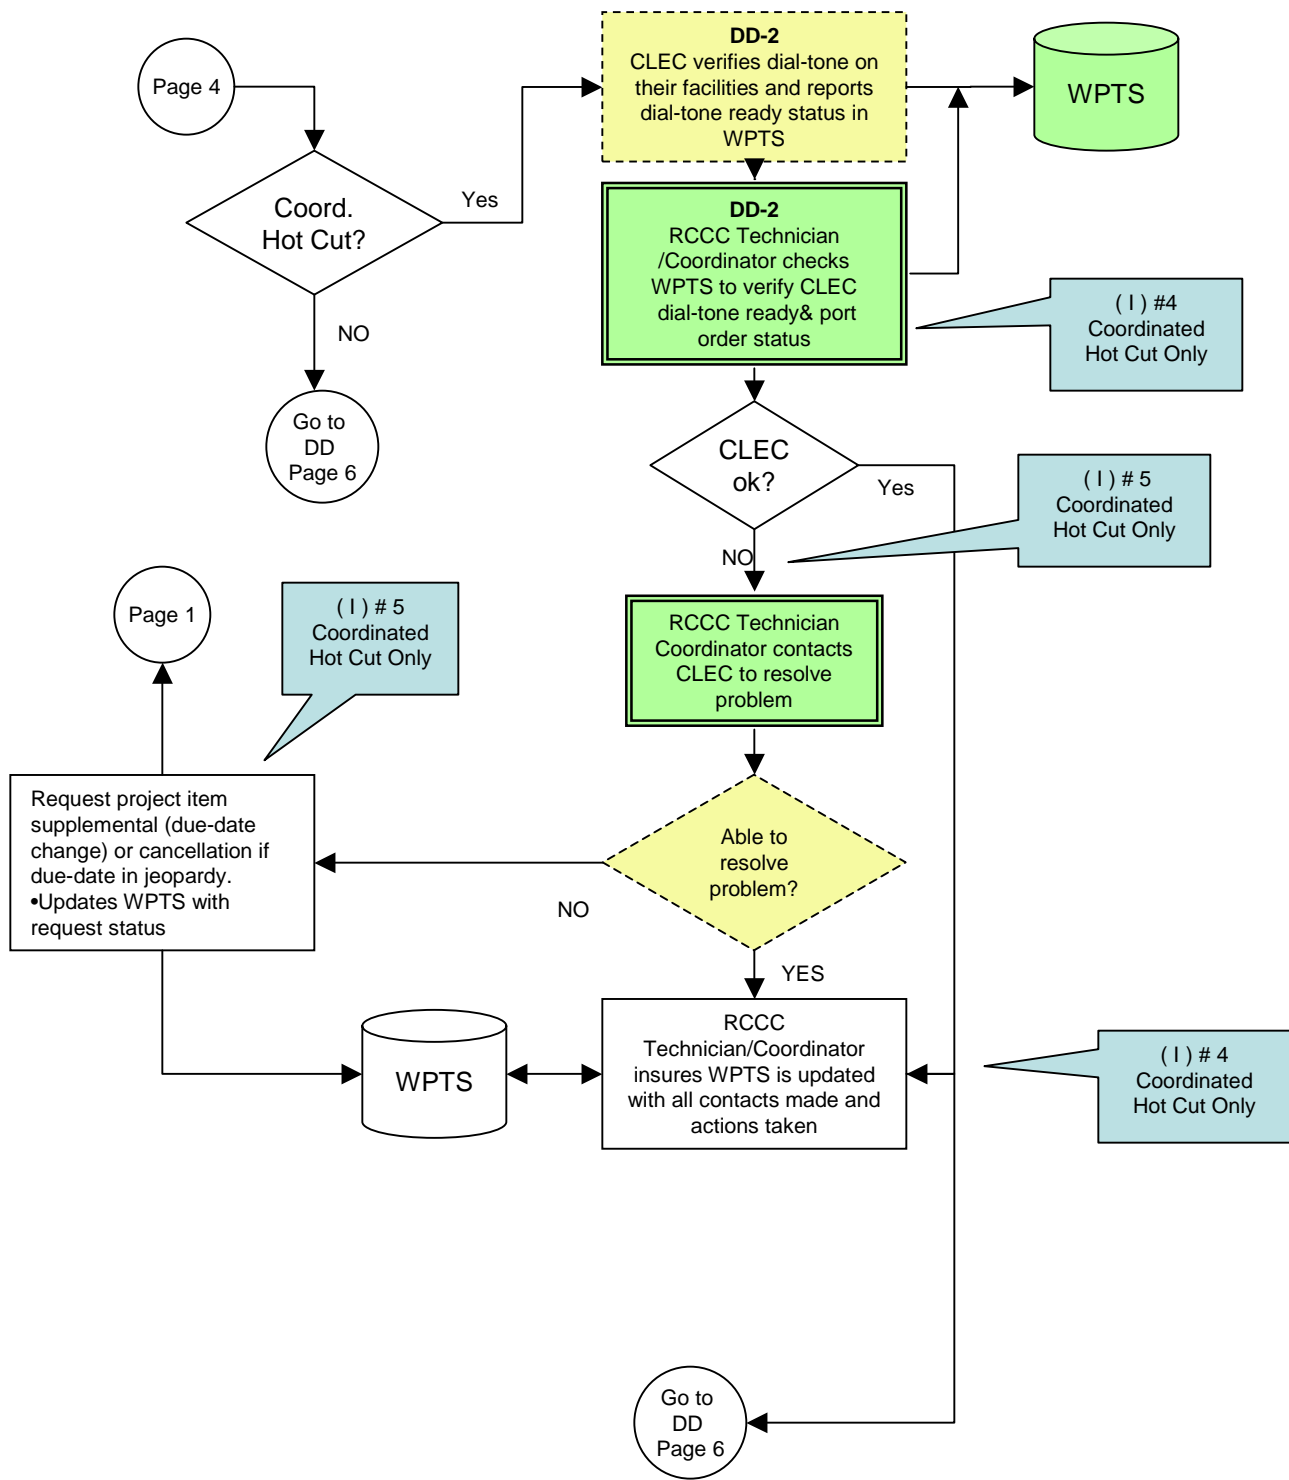 Page 4
DD-2
CLEC verifies dial-tone on
their facilities and reports
dial-tone ready status in
WPTS
WPTS
Coord.
Hot Cut?
Yes
NO
DD-2
RCCC Technician
/Coordinator checks
WPTS to verify CLEC
dial-tone ready& port
order status
( I ) #4
Coordinated
Hot Cut Only
Go to
DD
Page 6
CLEC
ok?
Yes
NO
( I ) # 5
Coordinated
Hot Cut Only
Page 1
( I ) # 5
Coordinated
Hot Cut Only
RCCC Technician
Coordinator contacts
CLEC to resolve
problem
Request project item
supplemental (due-date
change) or cancellation if
due-date in jeopardy.
•Updates WPTS with
request status
Able to
resolve
problem?
NO
YES
WPTS
RCCC
Technician/Coordinator
insures WPTS is updated
with all contacts made and
actions taken
( I ) # 4
Coordinated
Hot Cut Only
Go to
DD
Page 6